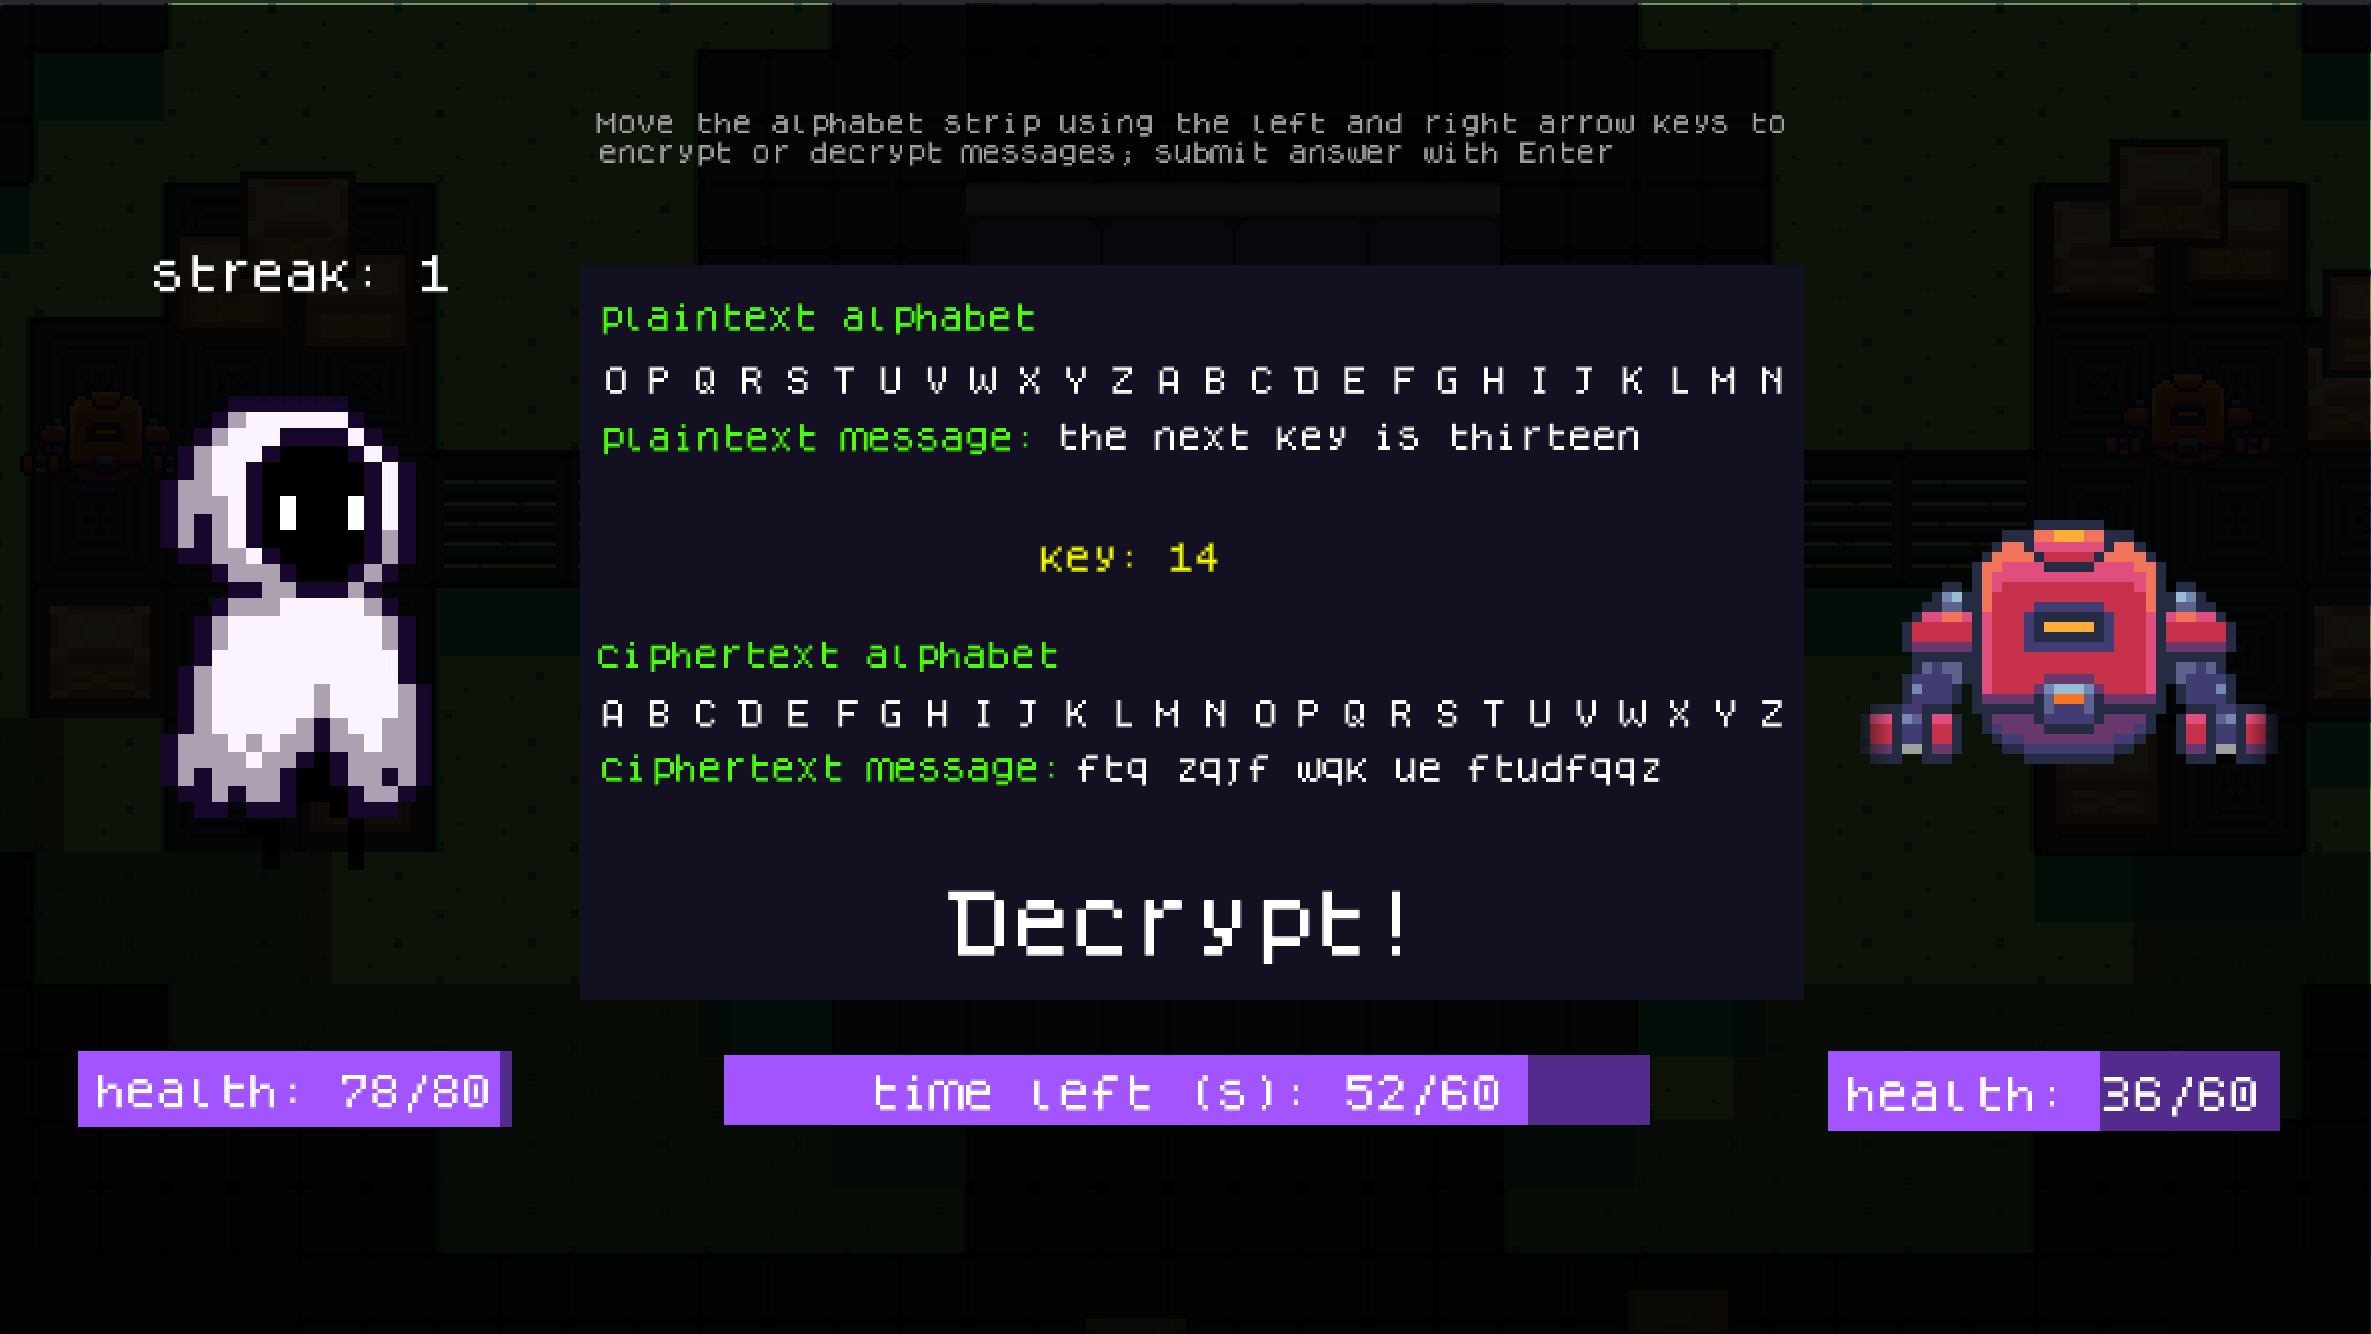 Move the alphabet strip using the left and right arrow keys to
encrypt or decrypt messages; submit answer with Enter
streak: 1
plaintext alphabet
O P Q R S T U V W X Y Z A B C D E F G H I J K L M N
plaintext message: the next key is thirteen
key: 14
ciphertext alphabet
A B C D E F G H I J K L M N O P Q R S T U V W X Y Z
ciphertext message: ftq zqjf wqk ue ftudfqqz
Decrypt!
health: 78/80
time left (s): 52/60
health: 36/60